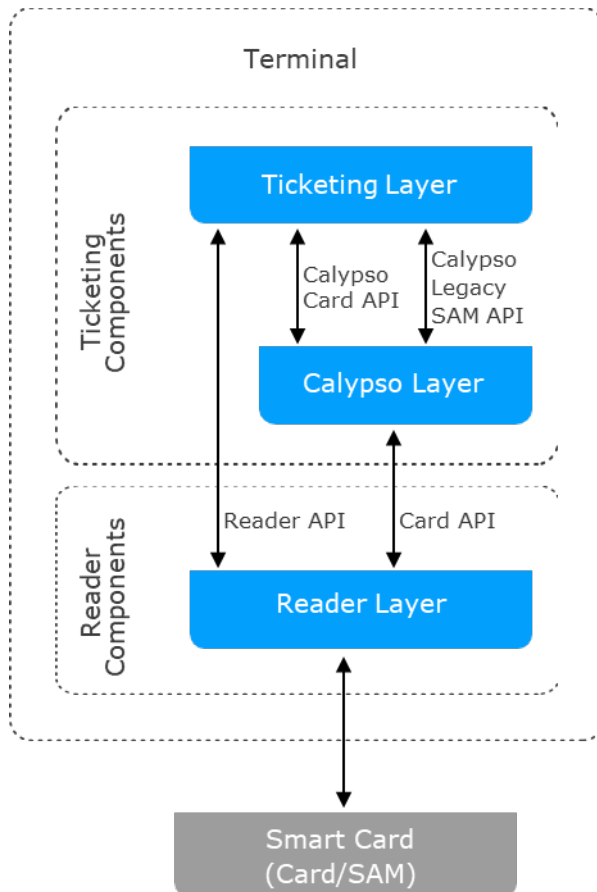 Terminal
Ticketing
Components
Ticketing Layer
Calypso
Card API
Calypso
Legacy
SAM API
Calypso Layer
Reader
Components
Reader API
Card API
Reader Layer
Smart Card
(Card/SAM)